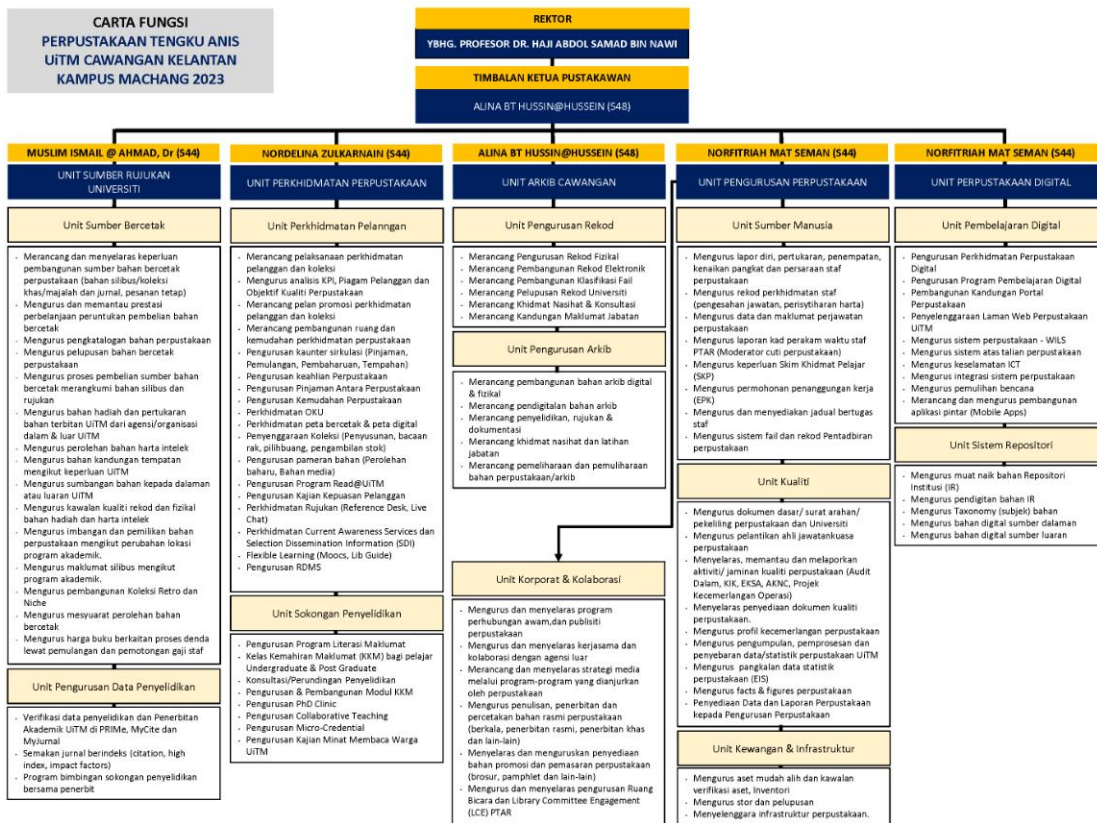 CARTA FUNGSI
PERPUSTAKAAN TENGKU ANIS
UiTM CAWANGAN KELANTAN
KAMPUS MACHANG 2023
REKTOR
YBHG. PROFESOR DR. HAJI ABDOL SAMAD BIN NAWI
TIMBALAN KETUA PUSTAKAWAN
ALINA BT HUSSIN@HUSSEIN (S48)
MUSLIM ISMAIL @ AHMAD, Dr (S44)
UNIT SUMBER RUJUKAN
UNIVERSITI
Unit Sumber Bercetak
- Merancang dan menyelaras keperluan
pembangunan sumber bahan bercetak
perpustakaan (bahan silibus/koleksi
khas/majalah dan jurnal, pesanan tetap)
- Mengurus dan memantau prestasi
perbelanjaan peruntukan pembelian bahan
bercetak
- Mengurus pengkatalogan bahan perpustakaan
- Mengurus pelupusan bahan bercetak
perpustakaan
- Mengurus proses pembelian sumber bahan
bercetak merangkumi bahan silibus dan
rujukan
- Mengurus bahan hadiah dan pertukaran
bahan terbitan UiTM dari agensi/organisasi
dalam & luar UiTM
- Mengurus perolehan bahan harta intelek
- Mengurus bahan kandungan tempatan
mengikut keperluan UiTM
- Mengurus sumbangan bahan kepada dalaman
atau luaran UiTM
- Mengurus kawalan kualiti rekod dan fizikal
bahan hadiah dan harta intelek
- Mengurus imbangan dan pemilikan bahan
perpustakaan mengikut perubahan lokasi
program akademik.
- Mengurus maklumat silibus mengikut
program akademik.
- Mengurus pembangunan Koleksi Retro dan
Niche
- Mengurus mesyuarat perolehan bahan
bercetak
- Mengurus harga buku berkaitan proses denda
lewat pemulangan dan pemotongan gaji staf
Unit Pengurusan Data Penyelidikan
- Verifikasi data penyelidikan dan Penerbitan
Akademik UiTM di PRIMe, MyCite dan
MyJurnal
- Semakan jurnal berindeks (citation, high
index, impact factors)
- Program bimbingan sokongan penyelidikan
bersama penerbit
NORDELINA ZULKARNAIN (S44)
UNIT PERKHIDMATAN PERPUSTAKAAN
Unit Perkhidmatan Pelanngan
- Merancang pelaksanaan perkhidmatan
pelanggan dan koleksi
- Mengurus analisis KPI, Piagam Pelanggan dan
Objektif Kualiti Perpustakaan
- Merancang pelan promosi perkhidmatan
pelanggan dan koleksi
- Merancang pembangunan ruang dan
kemudahan perkhidmatan perpustakaan
- Pengurusan kaunter sirkulasi (Pinjaman,
Pemulangan, Pembaharuan, Tempahan)
- Pengurusan keahlian Perpustakaan
- Pengurusan Pinjaman Antara Perpustakaan
- Pengurusan Kemudahan Perpustakaan
- Perkhidmatan OKU
- Perkhidmatan peta bercetak & peta digital
- Penyenggaraan Koleksi (Penyusunan, bacaan
rak, pilihbuang, pengambilan stok)
- Pengurusan pameran bahan (Perolehan
baharu, Bahan media)
- Pengurusan Program Read@UiTM
- Pengurusan Kajian Kepuasan Pelanggan
- Perkhidmatan Rujukan (Reference Desk, Live
Chat)
- Perkhidmatan Current Awareness Services dan
Selection Dissemination Information (SDI)
- Flexible Learning (Moocs, Lib Guide)
- Pengurusan RDMS
Unit Sokongan Penyelidikan
- Pengurusan Program Literasi Maklumat
- Kelas Kemahiran Maklumat (KKM) bagi pelajar
Undergraduate & Post Graduate
- Konsultasi/Perundingan Penyelidikan
- Pengurusan & Pembangunan Modul KKM
- Pengurusan PhD Clinic
- Pengurusan Collaborative Teaching
- Pengurusan Micro-Credential
- Pengurusan Kajian Minat Membaca Warga
UiTM
ALINA BT HUSSIN@HUSSEIN (S48)
UNIT ARKIB CAWANGAN
Unit Pengurusan Rekod
- Merancang Pengurusan Rekod Fizikal
- Merancang Pembangunan Rekod Elektronik
- Merancang Pembangunan Klasifikasi Fail
- Merancang Pelupusan Rekod Universiti
- Merancang Khidmat Nasihat & Konsultasi
- Merancang Kandungan Maklumat Jabatan
Unit Pengurusan Arkib
- Merancang pembangunan bahan arkib digital
& fizikal
- Merancang pendigitalan bahan arkib
- Merancang penyelidikan, rujukan &
dokumentasi
- Merancang khidmat nasihat dan latihan
jabatan
- Merancang pemeliharaan dan pemuliharaan
bahan perpustakaan/arkib
Unit Korporat & Kolaborasi
- Mengurus dan menyelaras program
perhubungan awam,dan publisiti
perpustakaan
- Mengurus dan menyelaras kerjasama dan
kolaborasi dengan agensi luar
- Merancang dan menyelaras strategi media
melalui program-program yang dianjurkan
oleh perpustakaan
- Mengurus penulisan, penerbitan dan
percetakan bahan rasmi perpustakaan
(berkala, penerbitan rasmi, penerbitan khas
dan lain-lain)
- Menyelaras dan menguruskan penyediaan
bahan promosi dan pemasaran perpustakaan
(brosur, pamphlet dan lain-lain)
- Mengurus dan menyelaras pengurusan Ruang
Bicara dan Library Committee Engagement
(LCE) PTAR
NORFITRIAH MAT SEMAN (S44)
UNIT PENGURUSAN PERPUSTAKAAN
Unit Sumber Manusia
- Mengurus lapor diri, pertukaran, penempatan,
kenaikan pangkat dan persaraan staf
perpustakaan
- Mengurus rekod perkhidmatan staf
(pengesahan jawatan, perisytiharan harta)
- Mengurus data dan maklumat perjawatan
perpustakaan
- Mengurus laporan kad perakam waktu staf
PTAR (Moderator cuti perpustakaan)
- Mengurus keperluan Skim Khidmat Pelajar
(SKP)
- Mengurus permohonan penanggungan kerja
(EPK)
- Mengurus dan menyediakan jadual bertugas
staf
- Mengurus sistem fail dan rekod Pentadbiran
perpustakaan
Unit Kualiti
- Mengurus dokumen dasar/ surat arahan/
pekeliling perpustakaan dan Universiti
- Mengurus pelantikan ahli jawatankuasa
perpustakaan
- Menyelaras, memantau dan melaporkan
aktiviti/ jaminan kualiti perpustakaan (Audit
Dalam, KIK, EKSA, AKNC, Projek
Kecemerlangan Operasi)
- Menyelaras penyediaan dokumen kualiti
perpustakaan.
- Mengurus profil kecemerlangan perpustakaan
- Mengurus pengumpulan, pemprosesan dan
penyebaran data/statistik perpustakaan UiTM
- Mengurus pangkalan data statistik
perpustakaan (EIS)
- Mengurus facts & figures perpustakaan
- Penyediaan Data dan Laporan Perpustakaan
kepada Pengurusan Perpustakaan
Unit Kewangan & Infrastruktur
- Mengurus aset mudah alih dan kawalan
verifikasi aset, Inventori
- Mengurus stor dan pelupusan
- Menyelenggara infrastruktur perpustakaan.
NORFITRIAH MAT SEMAN (S44)
UNIT PERPUSTAKAAN DIGITAL
Unit Pembelajaran Digital
- Pengurusan Perkhidmatan Perpustakaan
Digital
- Pengurusan Program Pembelajaran Digital
- Pembangunan Kandungan Portal
Perpustakaan
- Penyelenggaraan Laman Web Perpustakaan
UiTM
- Mengurus sistem perpustakaan - WILS
- Mengurus sistem atas talian perpustakaan
- Mengurus keselamatan ICT
- Mengurus integrasi sistem perpustakaan
- Mengurus pemulihan bencana
- Merancang dan mengurus pembangunan
aplikasi pintar (Mobile Apps)
Unit Sistem Repositori
- Mengurus muat naik bahan Repositori
Institusi (IR)
- Mengurus pendigitan bahan IR
- Mengurus Taxonomy (subjek) bahan
- Mengurus bahan digital sumber dalaman
- Mengurus bahan digital sumber luaran